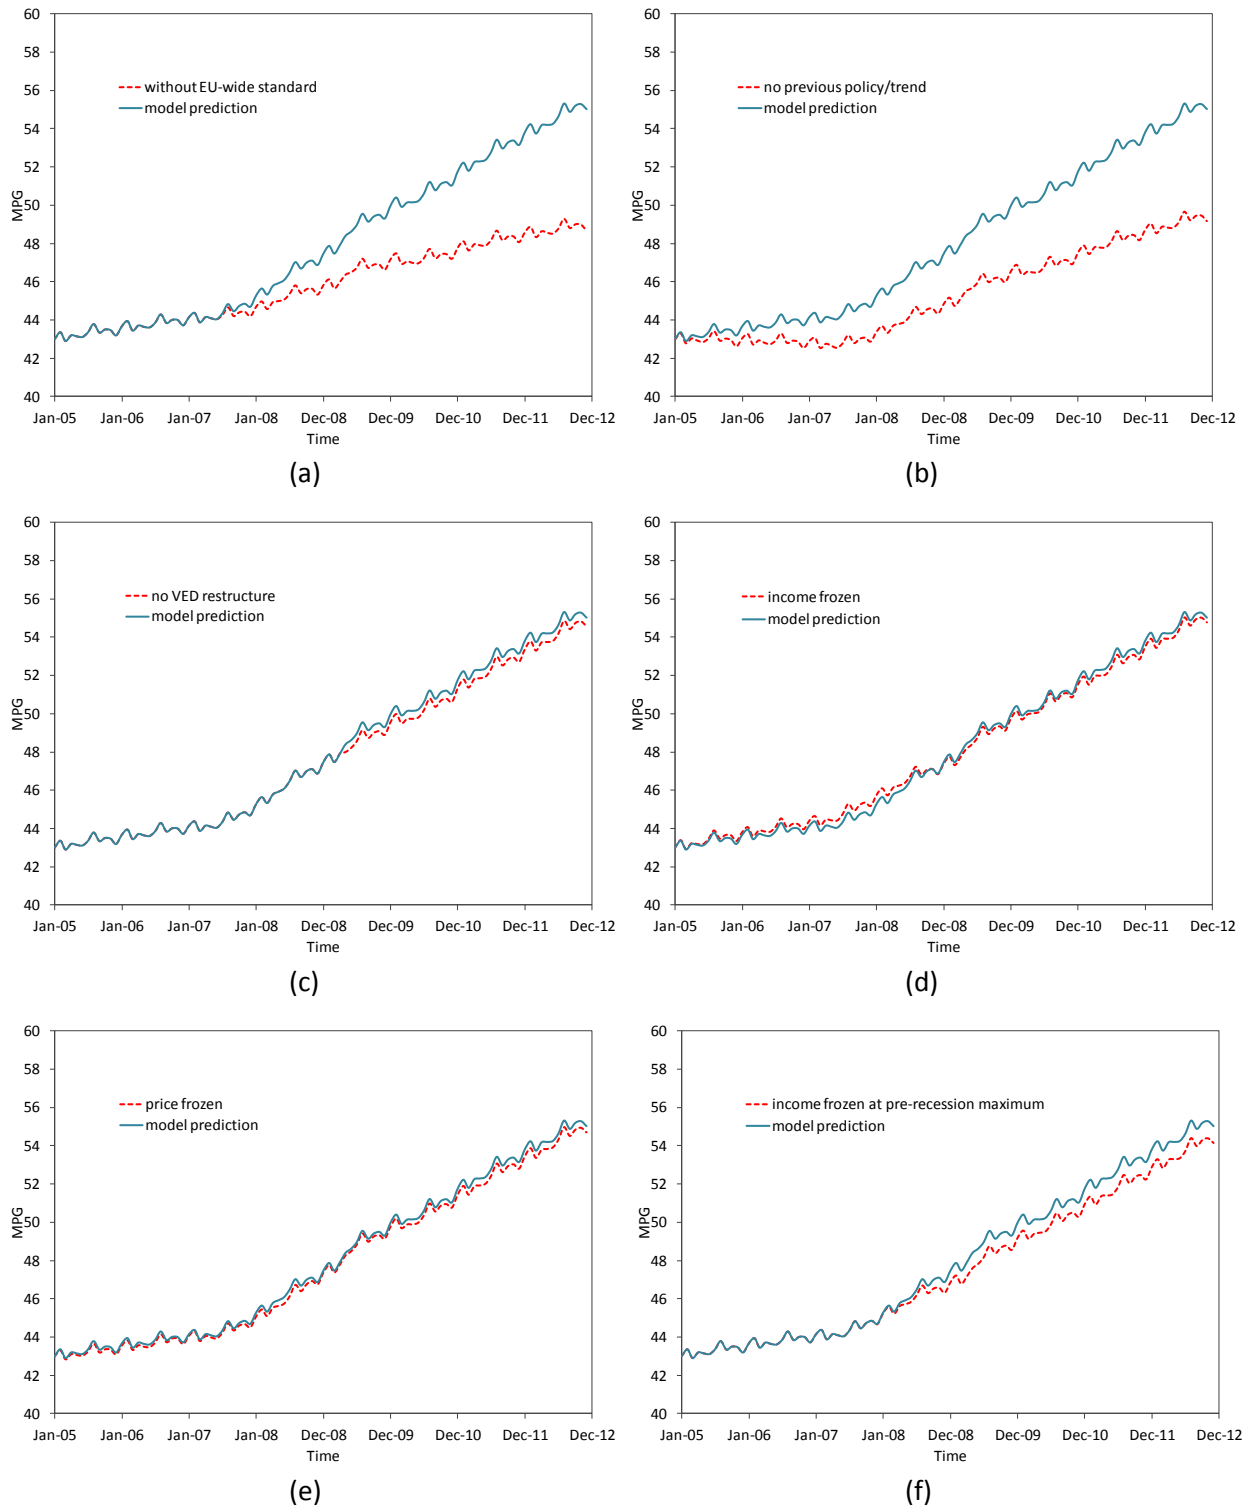 60
58
56
54
52
50
48
46
44
42
40
MPG
without EU-wide standard
model prediction
Jan-05 Jan-06 Jan-07 Jan-08 Dec-08 Dec-09 Dec-10 Dec-11 Dec-12
Time
(a)
60
58
56
54
52
50
48
46
44
42
40
MPG
no previous policy/trend
model prediction
Jan-05 Jan-06 Jan-07 Jan-08 Dec-08 Dec-09 Dec-10 Dec-11 Dec-12
Time
(b)
60
58
56
54
52
50
48
46
44
42
40
MPG
no VED restructure
model prediction
Jan-05 Jan-06 Jan-07 Jan-08 Dec-08 Dec-09 Dec-10 Dec-11 Dec-12
Time
(c)
60
58
56
54
52
50
48
46
44
42
40
MPG
income frozen
model prediction
Jan-05 Jan-06 Jan-07 Jan-08 Dec-08 Dec-09 Dec-10 Dec-11 Dec-12
Time
(d)
60
58
56
54
52
50
48
46
44
42
40
MPG
price frozen
model prediction
Jan-05 Jan-06 Jan-07 Jan-08 Dec-08 Dec-09 Dec-10 Dec-11 Dec-12
Time
(e)
60
58
56
54
52
50
48
46
44
42
40
MPG
income frozen at pre-recession maximum
model prediction
Jan-05 Jan-06 Jan-07 Jan-08 Dec-08 Dec-09 Dec-10 Dec-11 Dec-12
Time
(f)